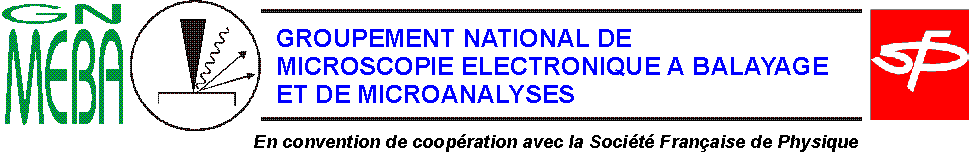 GN
MEBA
GROUPEMENT NATIONAL DE
MICROSCOPIE ELECTRONIQUE A BALAYAGE
ET DE MICROANALYSES
SFP
En convention de coopération avec la Société Française de Physique